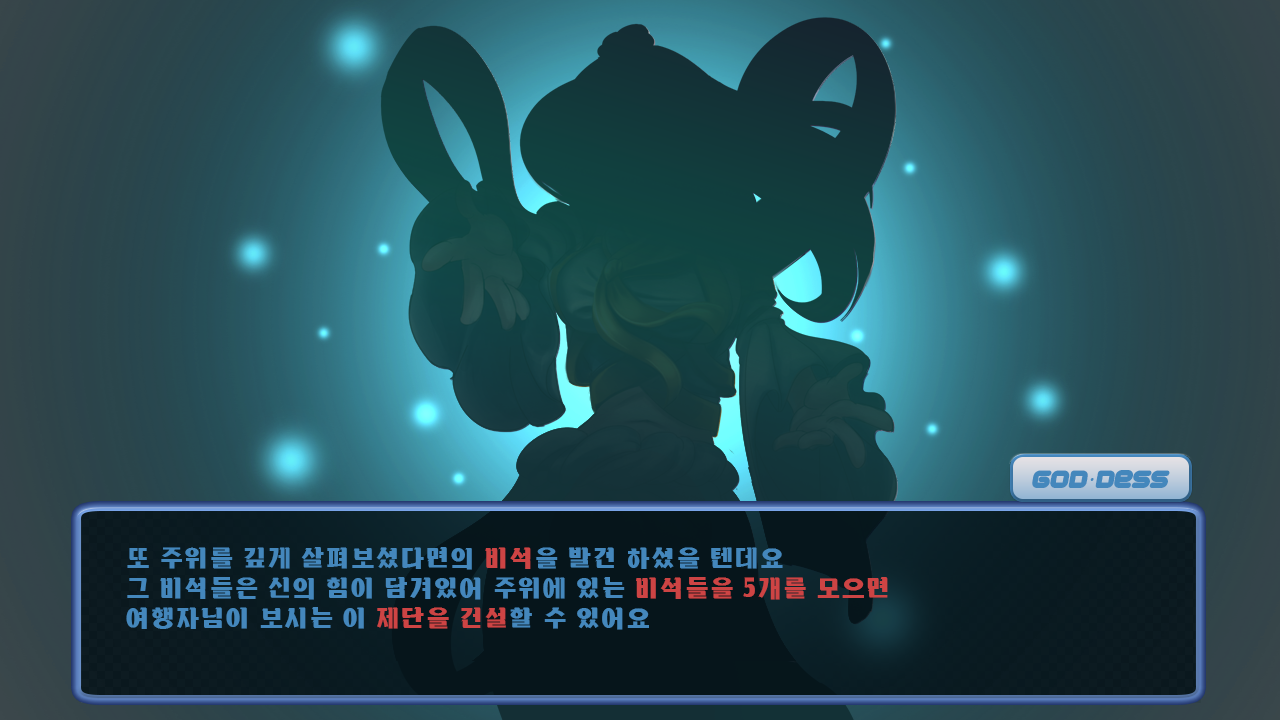 GOD·DESS
또 주위를 깊게 살펴보셨다면의 비석을 발견 하셨을 텐데요
그 비석들은 신의 힘이 담겨있어 주위에 있는 비석들을 5개를 모으면
여행자님이 보시는 이 제단을 건설할 수 있어요